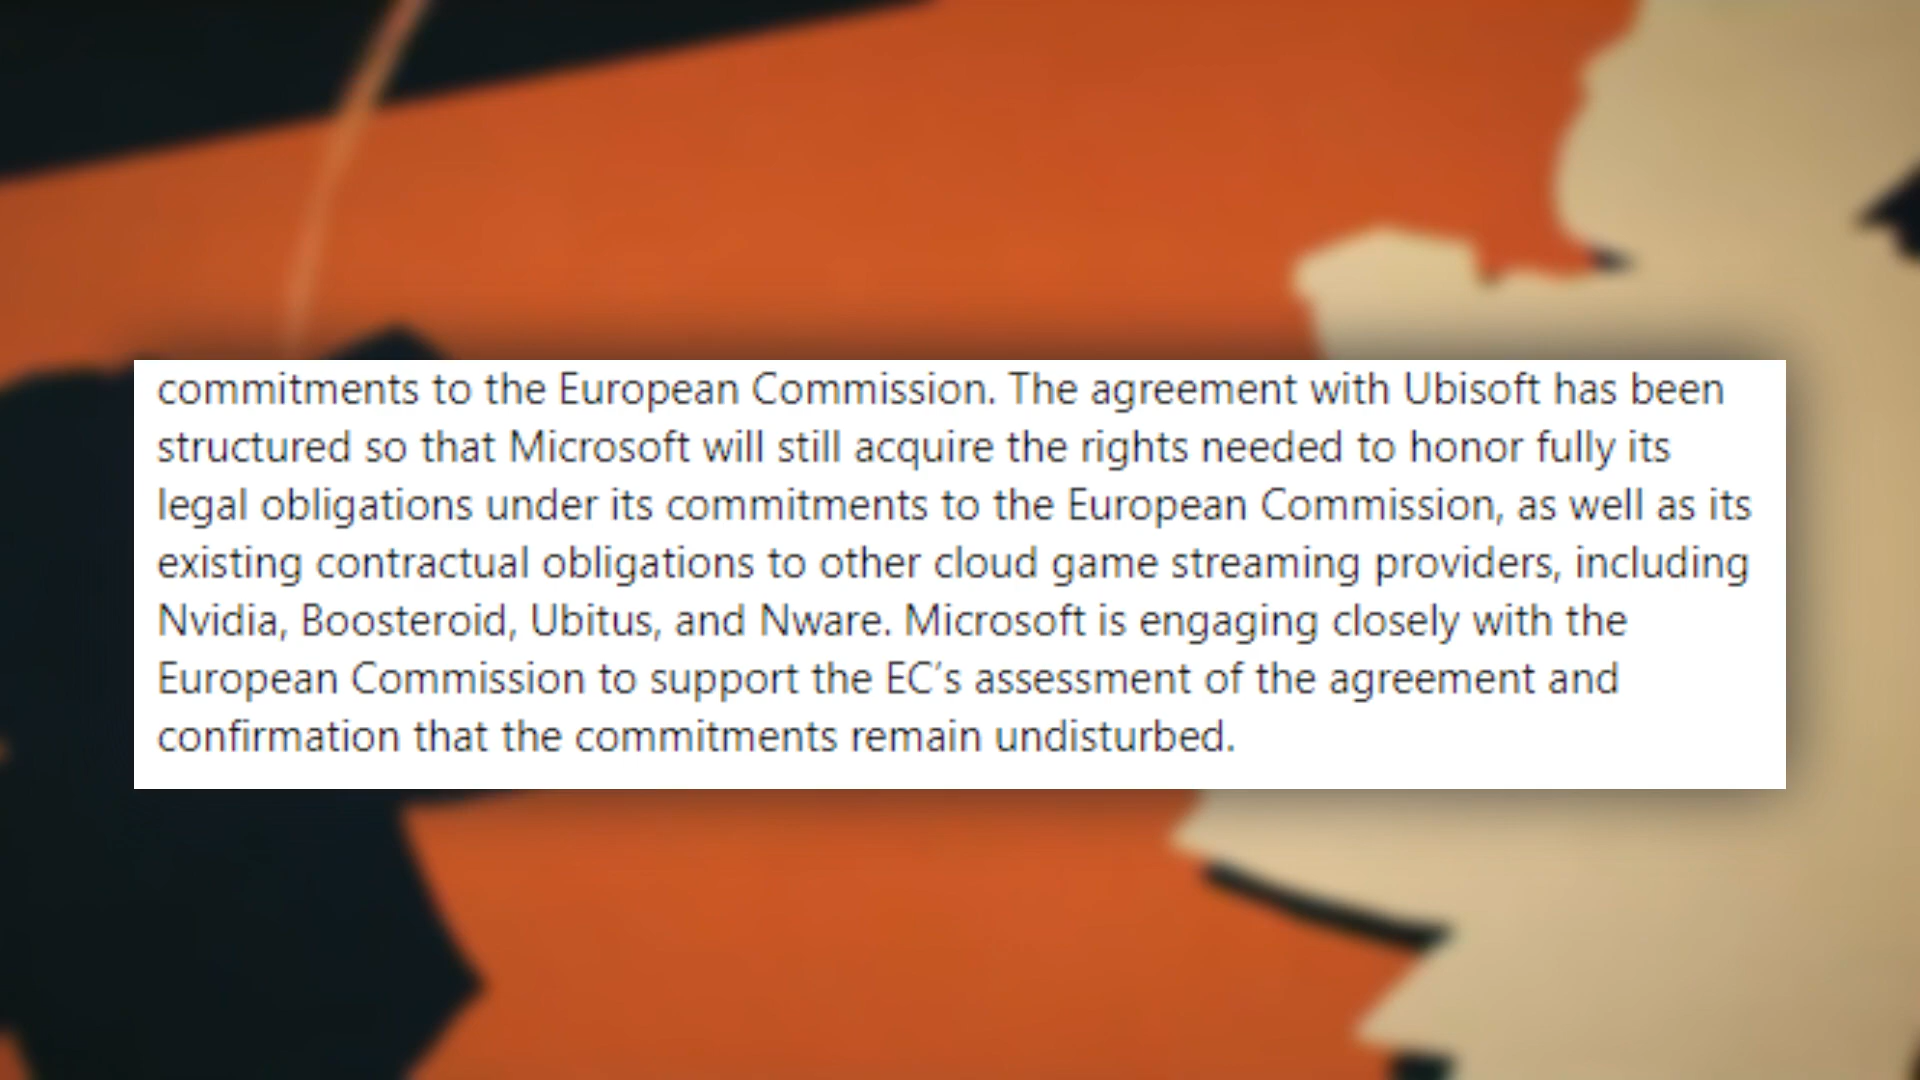 commitments to the European Commission. The agreement with Ubisoft has been
structured so that Microsoft will still acquire the rights needed to honor fully its
legal obligations under its commitments to the European Commission, as well as its
existing contractual obligations to other cloud game streaming providers, including
Nvidia, Boosteroid, Ubitus, and Nware. Microsoft is engaging closely with the
European Commission to support the EC’s assessment of the agreement and
confirmation that the commitments remain undisturbed.